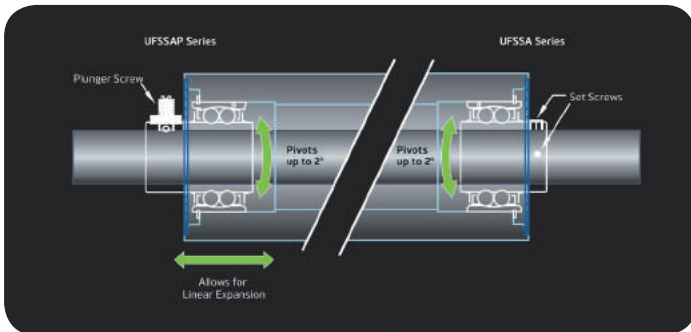 UFSSAP Series
UFSSA Series
Plunger Screw
Set Screws
Pivots
up to 2°
Pivots
up to 2°
Allows for
Linear Expansion